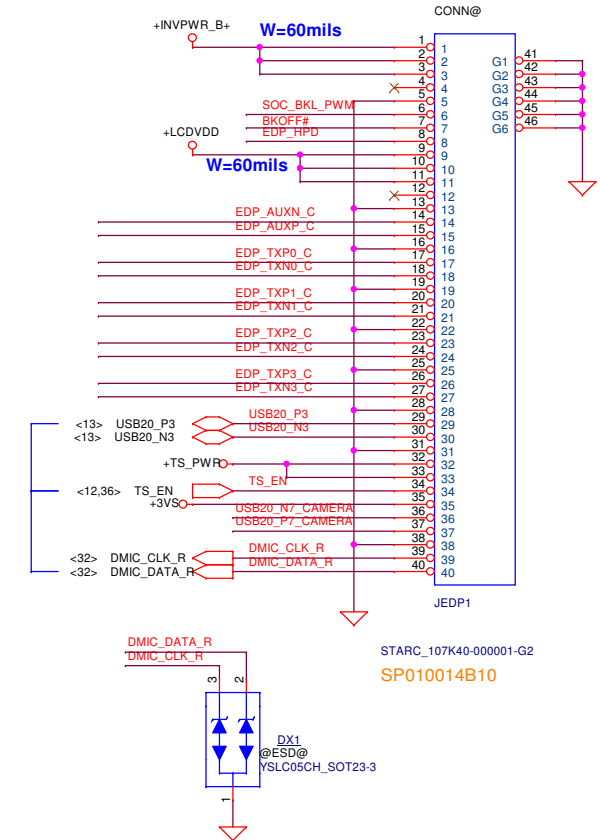 CONN@
+INVPWR_B+
W=60mils
1 1
2 2
3 3
4 4
5 5
SOC_BKL_PWM 6 6
BKOFF# 7 7
EDP_HPD 8 8
+LCDVDD 9 9
W=60mils 10 10
11 11
12 12
13 13
EDP_AUXN_C 14 14
EDP_AUXP_C 15 15
16 16
EDP_TXP0_C 17 17
EDP_TXN0_C 18 18
19 19
EDP_TXP1_C 20 20
EDP_TXN1_C 21 21
22 22
EDP_TXP2_C 23 23
EDP_TXN2_C 24 24
25 25
EDP_TXP3_C 26 26
EDP_TXN3_C 27 27
28 28
<13> USB20_P3 USB20_P3 29 29
<13> USB20_N3 USB20_N3 30 30
31 31
+TS_PWR 32 32
33 33
<12,36> TS_EN TS_EN 34 34
+3VS 35 35
USB20_N7_CAMERA 36 36
USB20_P7_CAMERA 37 37
38 38
<32> DMIC_CLK_R DMIC_CLK_R 39 39
<32> DMIC_DATA_R DMIC_DATA_R 40 40
G1 41
G2 42
G3 43
G4 44
G5 45
G6 46
JEDP1
STARC_107K40-000001-G2
SP010014B10
DMIC_DATA_R
DMIC_CLK_R
3 2
DX1
@ESD@
YSLC05CH_SOT23-3
1